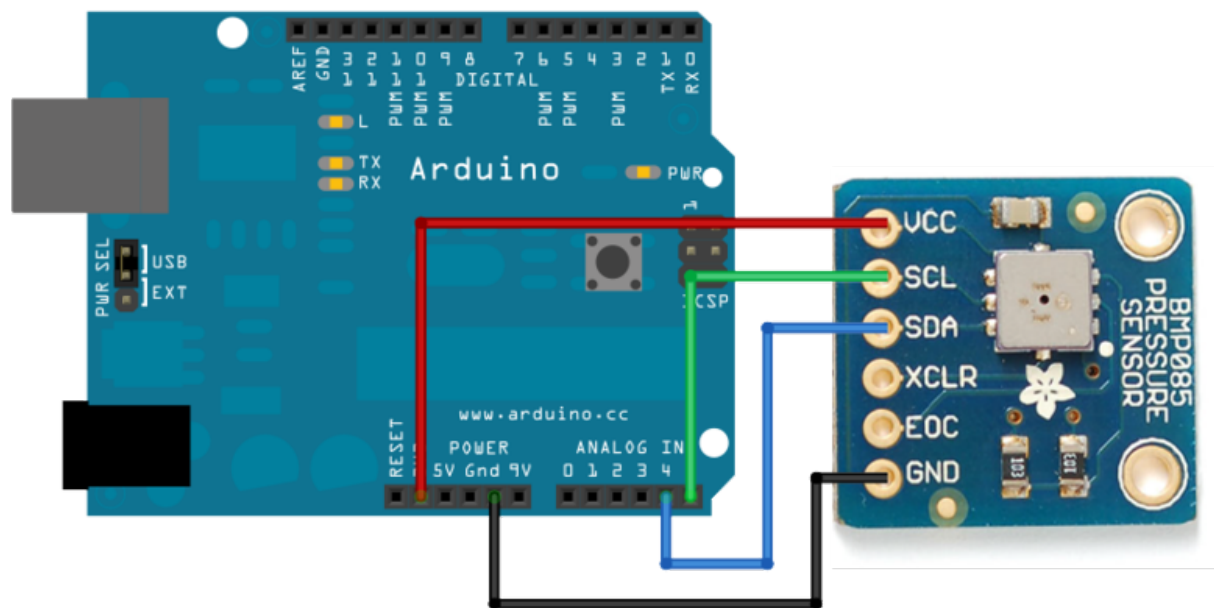 AREF
GND
13
12
11
10
9
8
7
6
5
4
3
2
1
0
DIGITAL
PWM
PWM
PWM
PWM
PWM
PWM
TX
RX
L
TX
RX
Arduino
PWR
1
PWR SEL
USB
EXT
ICSP
www.arduino.cc
RESET
POWER
5V Gnd 9V
ANALOG IN
0 1 2 3 4
VCC
SCL
SDA
XCLR
EOC
GND
BMP085
PRESSURE
SENSOR
103
103